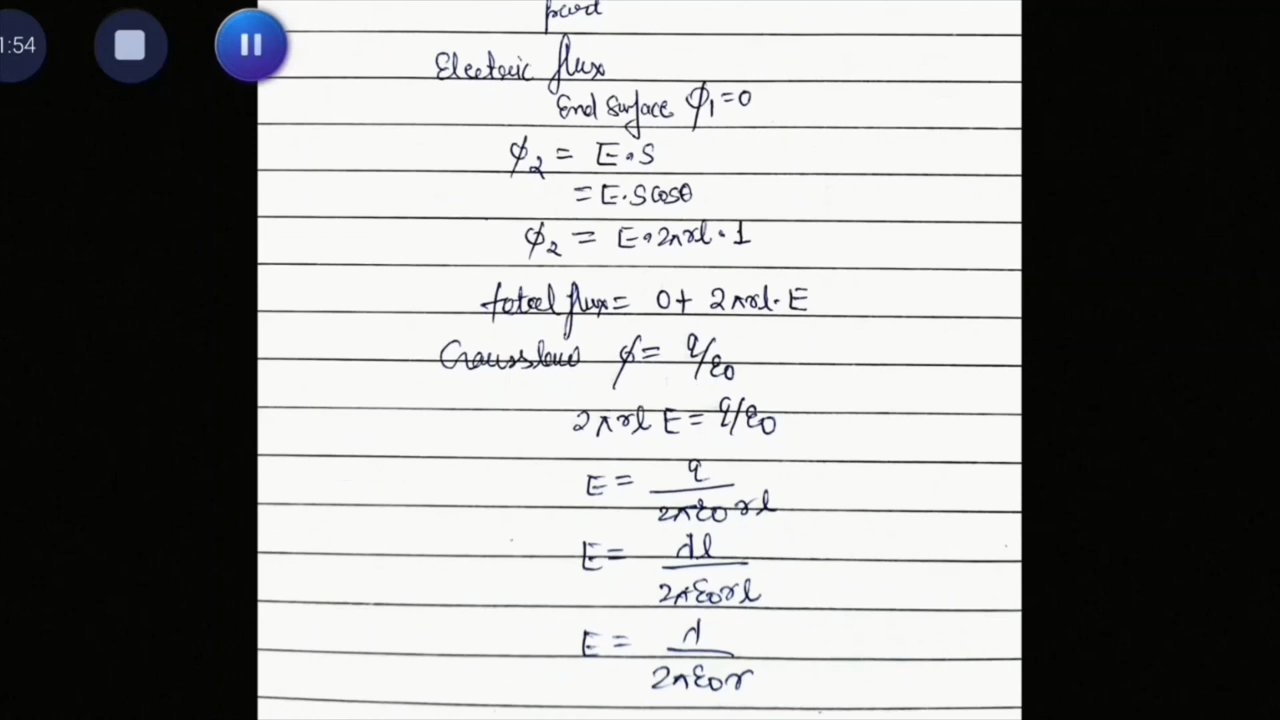 1:54
Electric flux
End Surface φ₁=0
φ₂ = E.S
= E.S cosθ
φ₂ = E.2πrl.1
total flux = 0+ 2πrl.E
Gauss law φ = q/ε0
2πrl E = q/ε0
E = q / 2πε0rl
E = λl / 2πε0rl
E = λ / 2πε0r